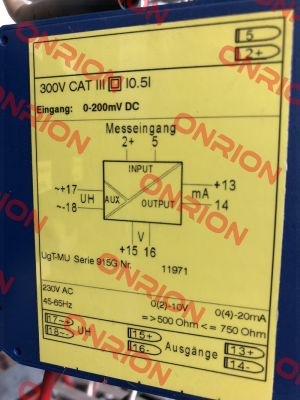 5
2+
300V CAT III I0.5I
Eingang: 0-200mV DC
Messeingang
2+ 5
INPUT
~+17 UH AUX +13
~-18 OUTPUT mA 14
V
+15 16
UgT-MU Serie 915G Nr. 11971
230V AC 0(2)-10V 0(4)-20mA
45-65Hz =>500 Ohm <= 750 Ohm
17~+ UH 15+ Ausgänge 13+
18~- 16- 14-
ONRION